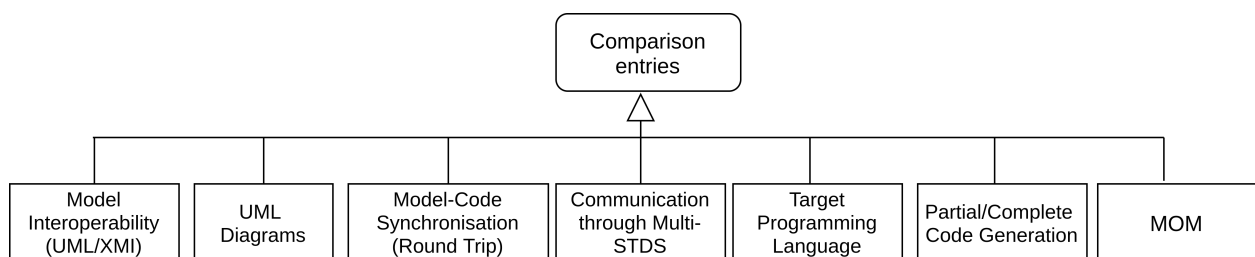 Comparison
entries
Model
Interoperability
(UML/XMI)
UML
Diagrams
Model-Code
Synchronisation
(Round Trip)
Communication
through Multi-
STDS
Target
Programming
Language
Partial/Complete
Code Generation
MOM